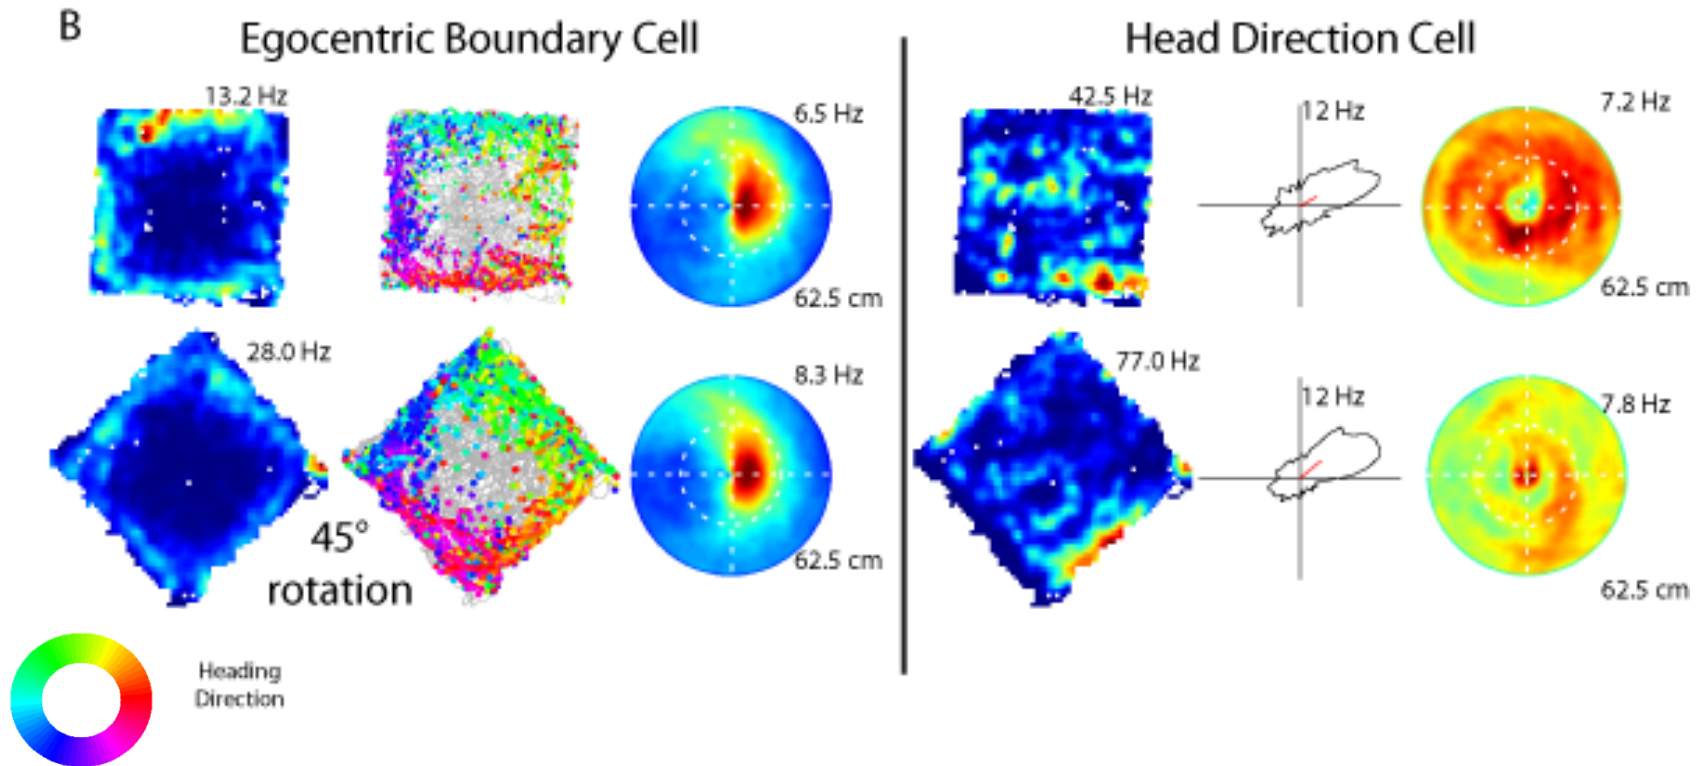 B
Egocentric Boundary Cell
Head Direction Cell
13.2 Hz
6.5 Hz
62.5 cm
42.5 Hz
12 Hz
7.2 Hz
62.5 cm
28.0 Hz
8.3 Hz
62.5 cm
77.0 Hz
12 Hz
7.8 Hz
62.5 cm
45°
rotation
Heading
Direction